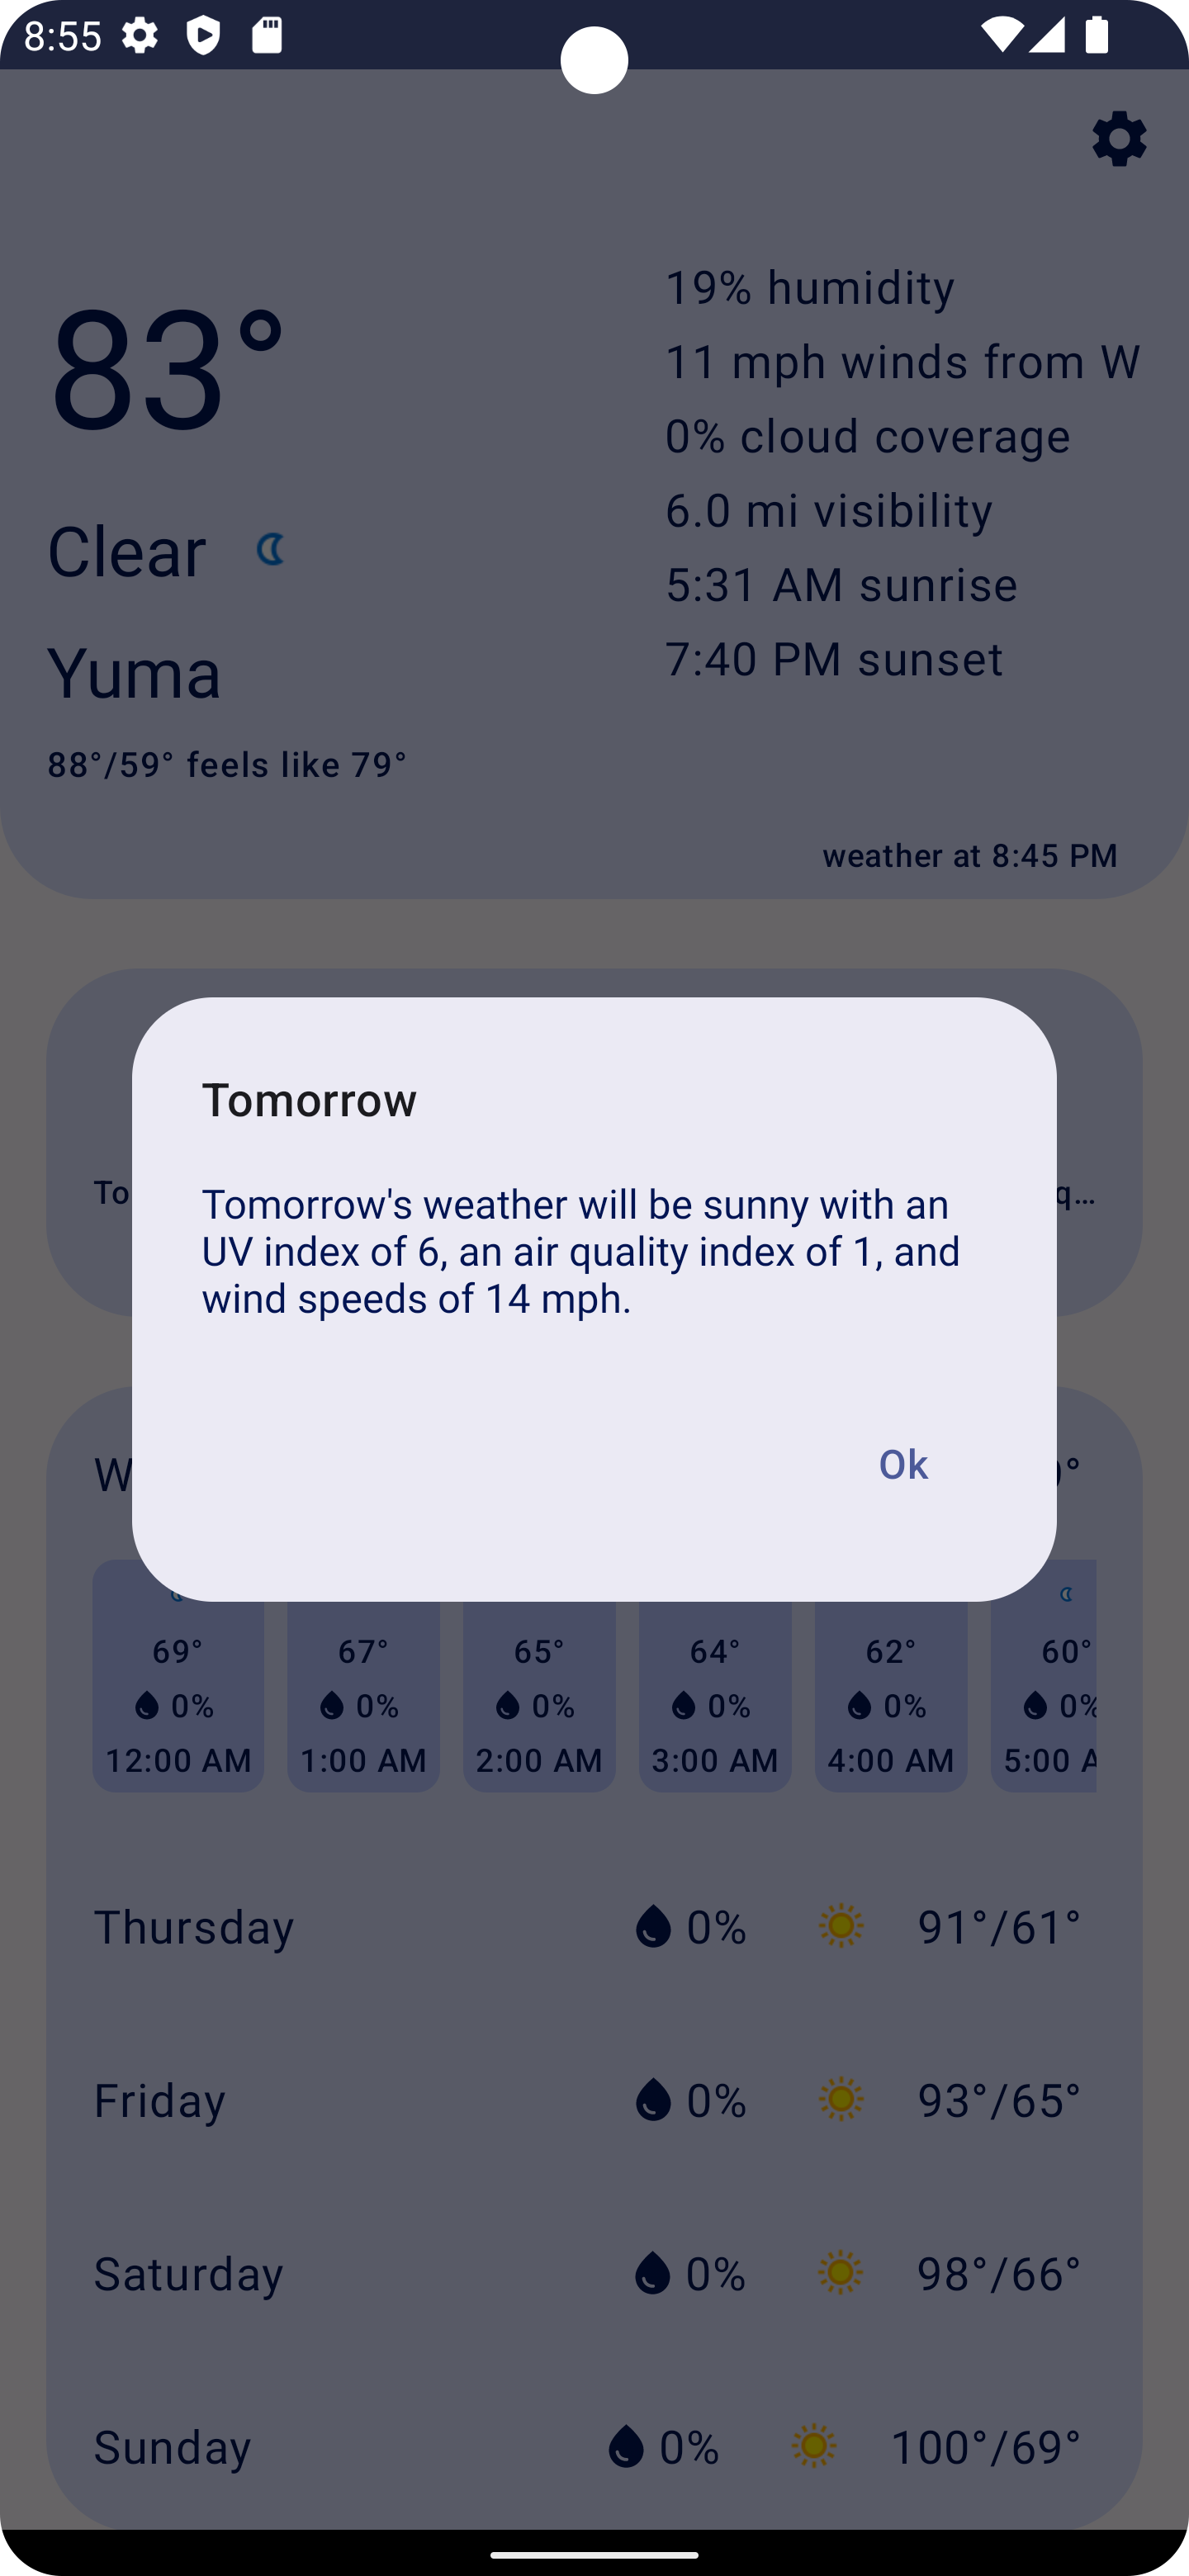 8:55
83°
Clear
Yuma
88°/59° feels like 79°
19% humidity
11 mph winds from W
0% cloud coverage
6.0 mi visibility
5:31 AM sunrise
7:40 PM sunset
weather at 8:45 PM
Tomorrow
Tomorrow's weather will be sunny with an
UV index of 6, an air quality index of 1, and
wind speeds of 14 mph.
Ok
69° 67° 65° 64° 62° 60°
0% 0% 0% 0% 0% 0%
12:00 AM 1:00 AM 2:00 AM 3:00 AM 4:00 AM 5:00 A
Thursday 0% 91°/61°
Friday 0% 93°/65°
Saturday 0% 98°/66°
Sunday 0% 100°/69°